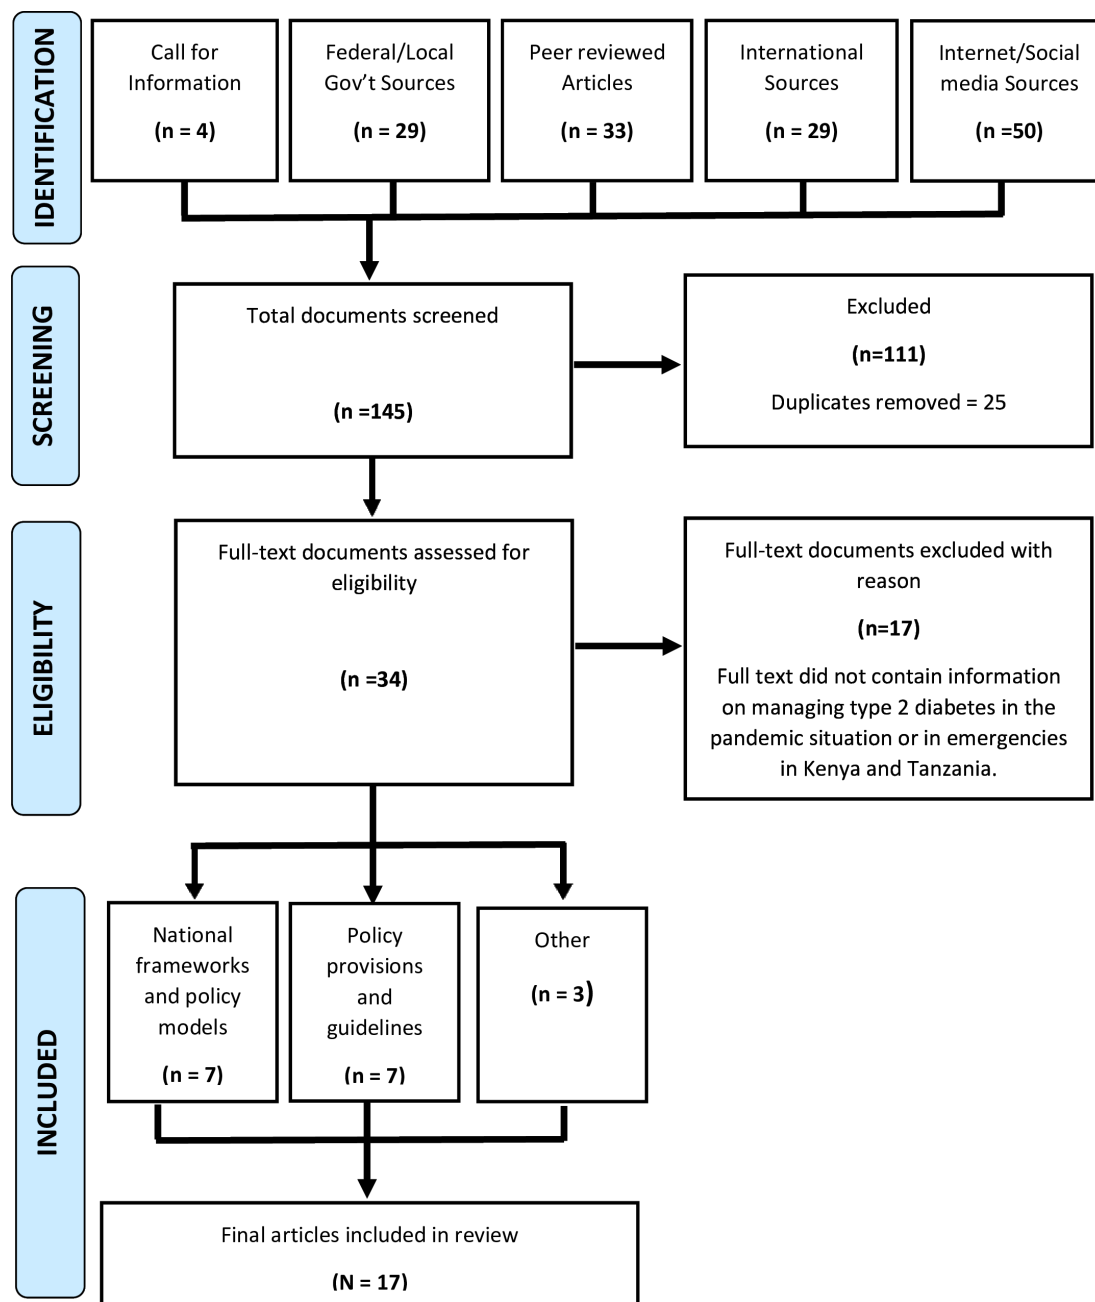 IDENTIFICATION
Call for
Information
(n = 4)
Federal/Local
Gov’t Sources
(n = 29)
Peer reviewed
Articles
(n = 33)
International
Sources
(n = 29)
Internet/Social
media Sources
(n =50)
SCREENING
Total documents screened
(n =145)
Excluded
(n=111)
Duplicates removed = 25
ELIGIBILITY
Full-text documents assessed for
eligibility
(n =34)
Full-text documents excluded with
reason
(n=17)
Full text did not contain information
on managing type 2 diabetes in the
pandemic situation or in emergencies
in Kenya and Tanzania.
INCLUDED
National
frameworks
and policy
models
(n = 7)
Policy
provisions
and
guidelines
(n = 7)
Other
(n = 3)
Final articles included in review
(N = 17)